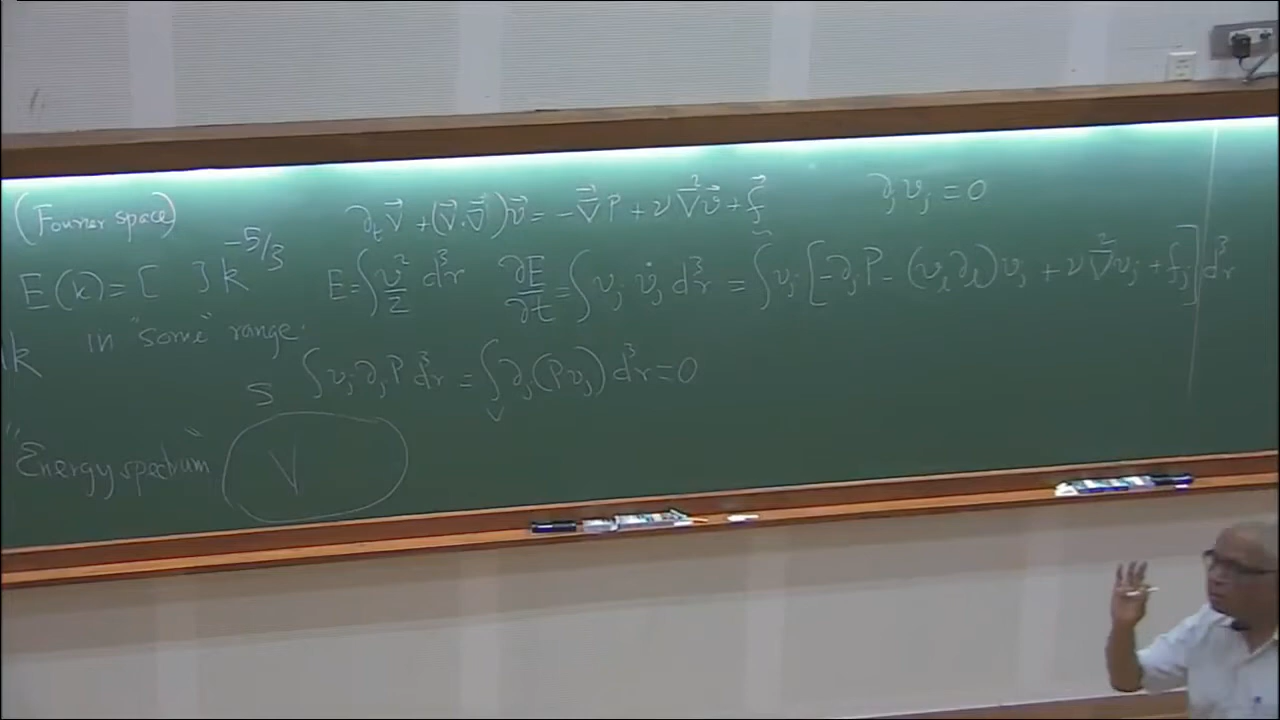 (Fourier space)
∂_t v⃗ + (v⃗·∇⃗)v⃗ = -∇⃗P + ν∇⃗²v⃗ + f⃗
∂_j v_j = 0
E(k) = [ ] k^{-5/3}
E = ∫ v²/2 d³r
∂E/∂t = ∫ v_j v̇_j d³r = ∫ v_j [-∂_j P - (v_l ∂_l) v_j + ν∇⃗² v_j + f_j] d³r
k in "some" range.
S ∫ v_j ∂_j P d³r = ∫_V ∂_j (P v_j) d³r = 0
"Energy spectrum"
V